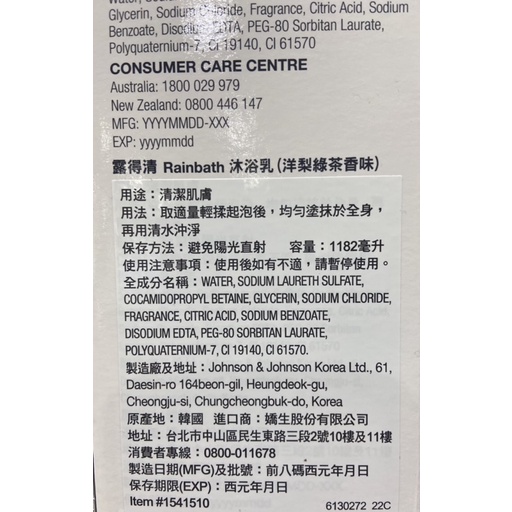 Glycerin, Sodium Chloride, Fragrance, Citric Acid, Sodium
Benzoate, Disodium EDTA, PEG-80 Sorbitan Laurate,
Polyquaternium-7, CI 19140, CI 61570
CONSUMER CARE CENTRE
Australia: 1800 029 979
New Zealand: 0800 446 147
MFG: YYYYMMDD-XXX
EXP: yyyymmdd
露得清 Rainbath 沐浴乳(洋梨綠茶香味)
用途：清潔肌膚
用法：取適量輕揉起泡後，均勻塗抹於全身，
再用清水沖淨
保存方法：避免陽光直射 容量：1182毫升
使用注意事項：使用後如有不適，請暫停使用。
全成分名稱：WATER, SODIUM LAURETH SULFATE,
COCAMIDOPROPYL BETAINE, GLYCERIN, SODIUM CHLORIDE,
FRAGRANCE, CITRIC ACID, SODIUM BENZOATE,
DISODIUM EDTA, PEG-80 SORBITAN LAURATE,
POLYQUATERNIUM-7, CI 19140, CI 61570.
製造廠及地址：Johnson & Johnson Korea Ltd., 61,
Daesin-ro 164beon-gil, Heungdeok-gu,
Cheongju-si, Chungcheongbuk-do, Korea
原產地：韓國 進口商：嬌生股份有限公司
地址：台北市中山區民生東路三段2號10樓及11樓
消費者專線：0800-011678
製造日期(MFG)及批號：前八碼西元年月日
保存期限(EXP)：西元年月日
Item #1541510 6130272 22C